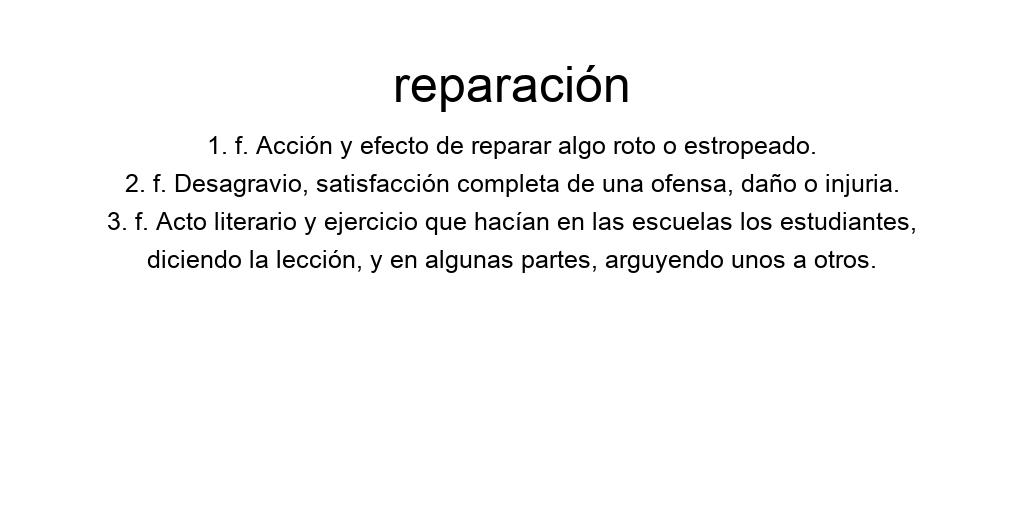 reparación
1. f. Acción y efecto de reparar algo roto o estropeado.
2. f. Desagravio, satisfacción completa de una ofensa, daño o injuria.
3. f. Acto literario y ejercicio que hacían en las escuelas los estudiantes,
diciendo la lección, y en algunas partes, arguyendo unos a otros.